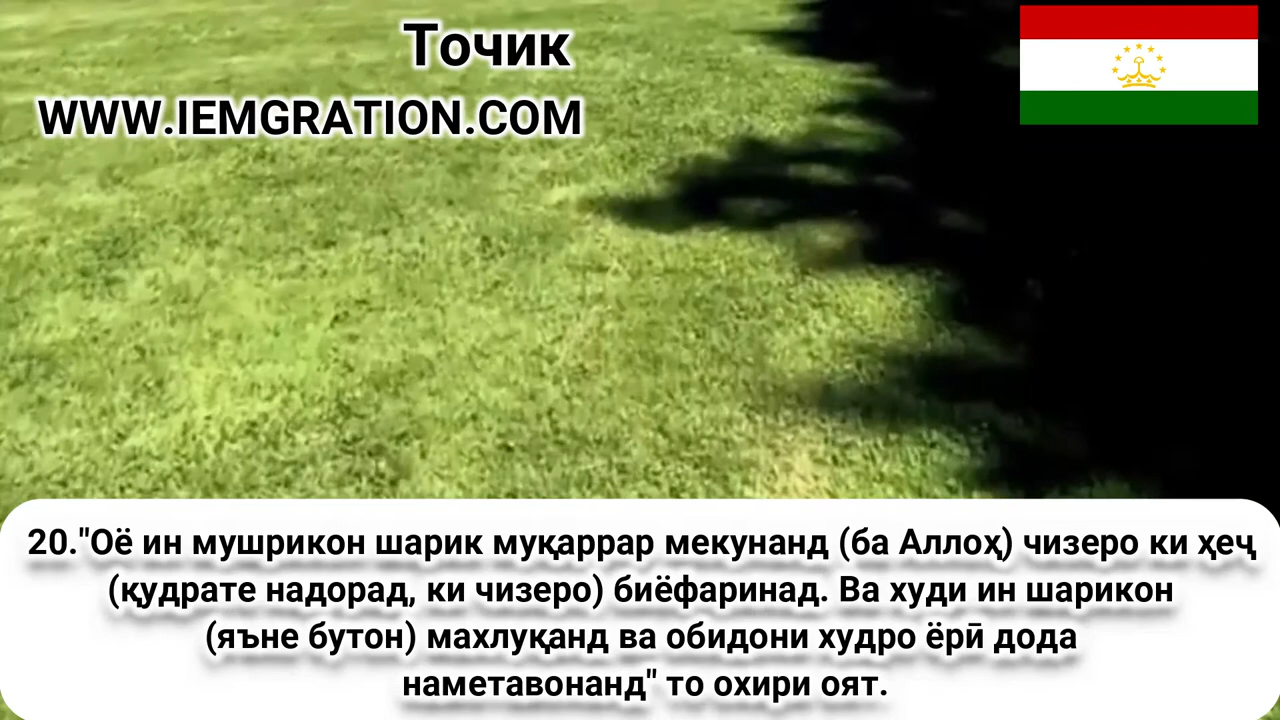 Точик
WWW.IEMGRATION.COM
20."Оё ин мушрикон шарик муқаррар мекунанд (ба Аллоҳ) чизеро ки ҳеҷ
(қудрате надорад, ки чизеро) биёфаринад. Ва худи ин шарикон
(яъне бутон) махлуқанд ва обидони худро ёрӣ дода
наметавонанд" то охири оят.